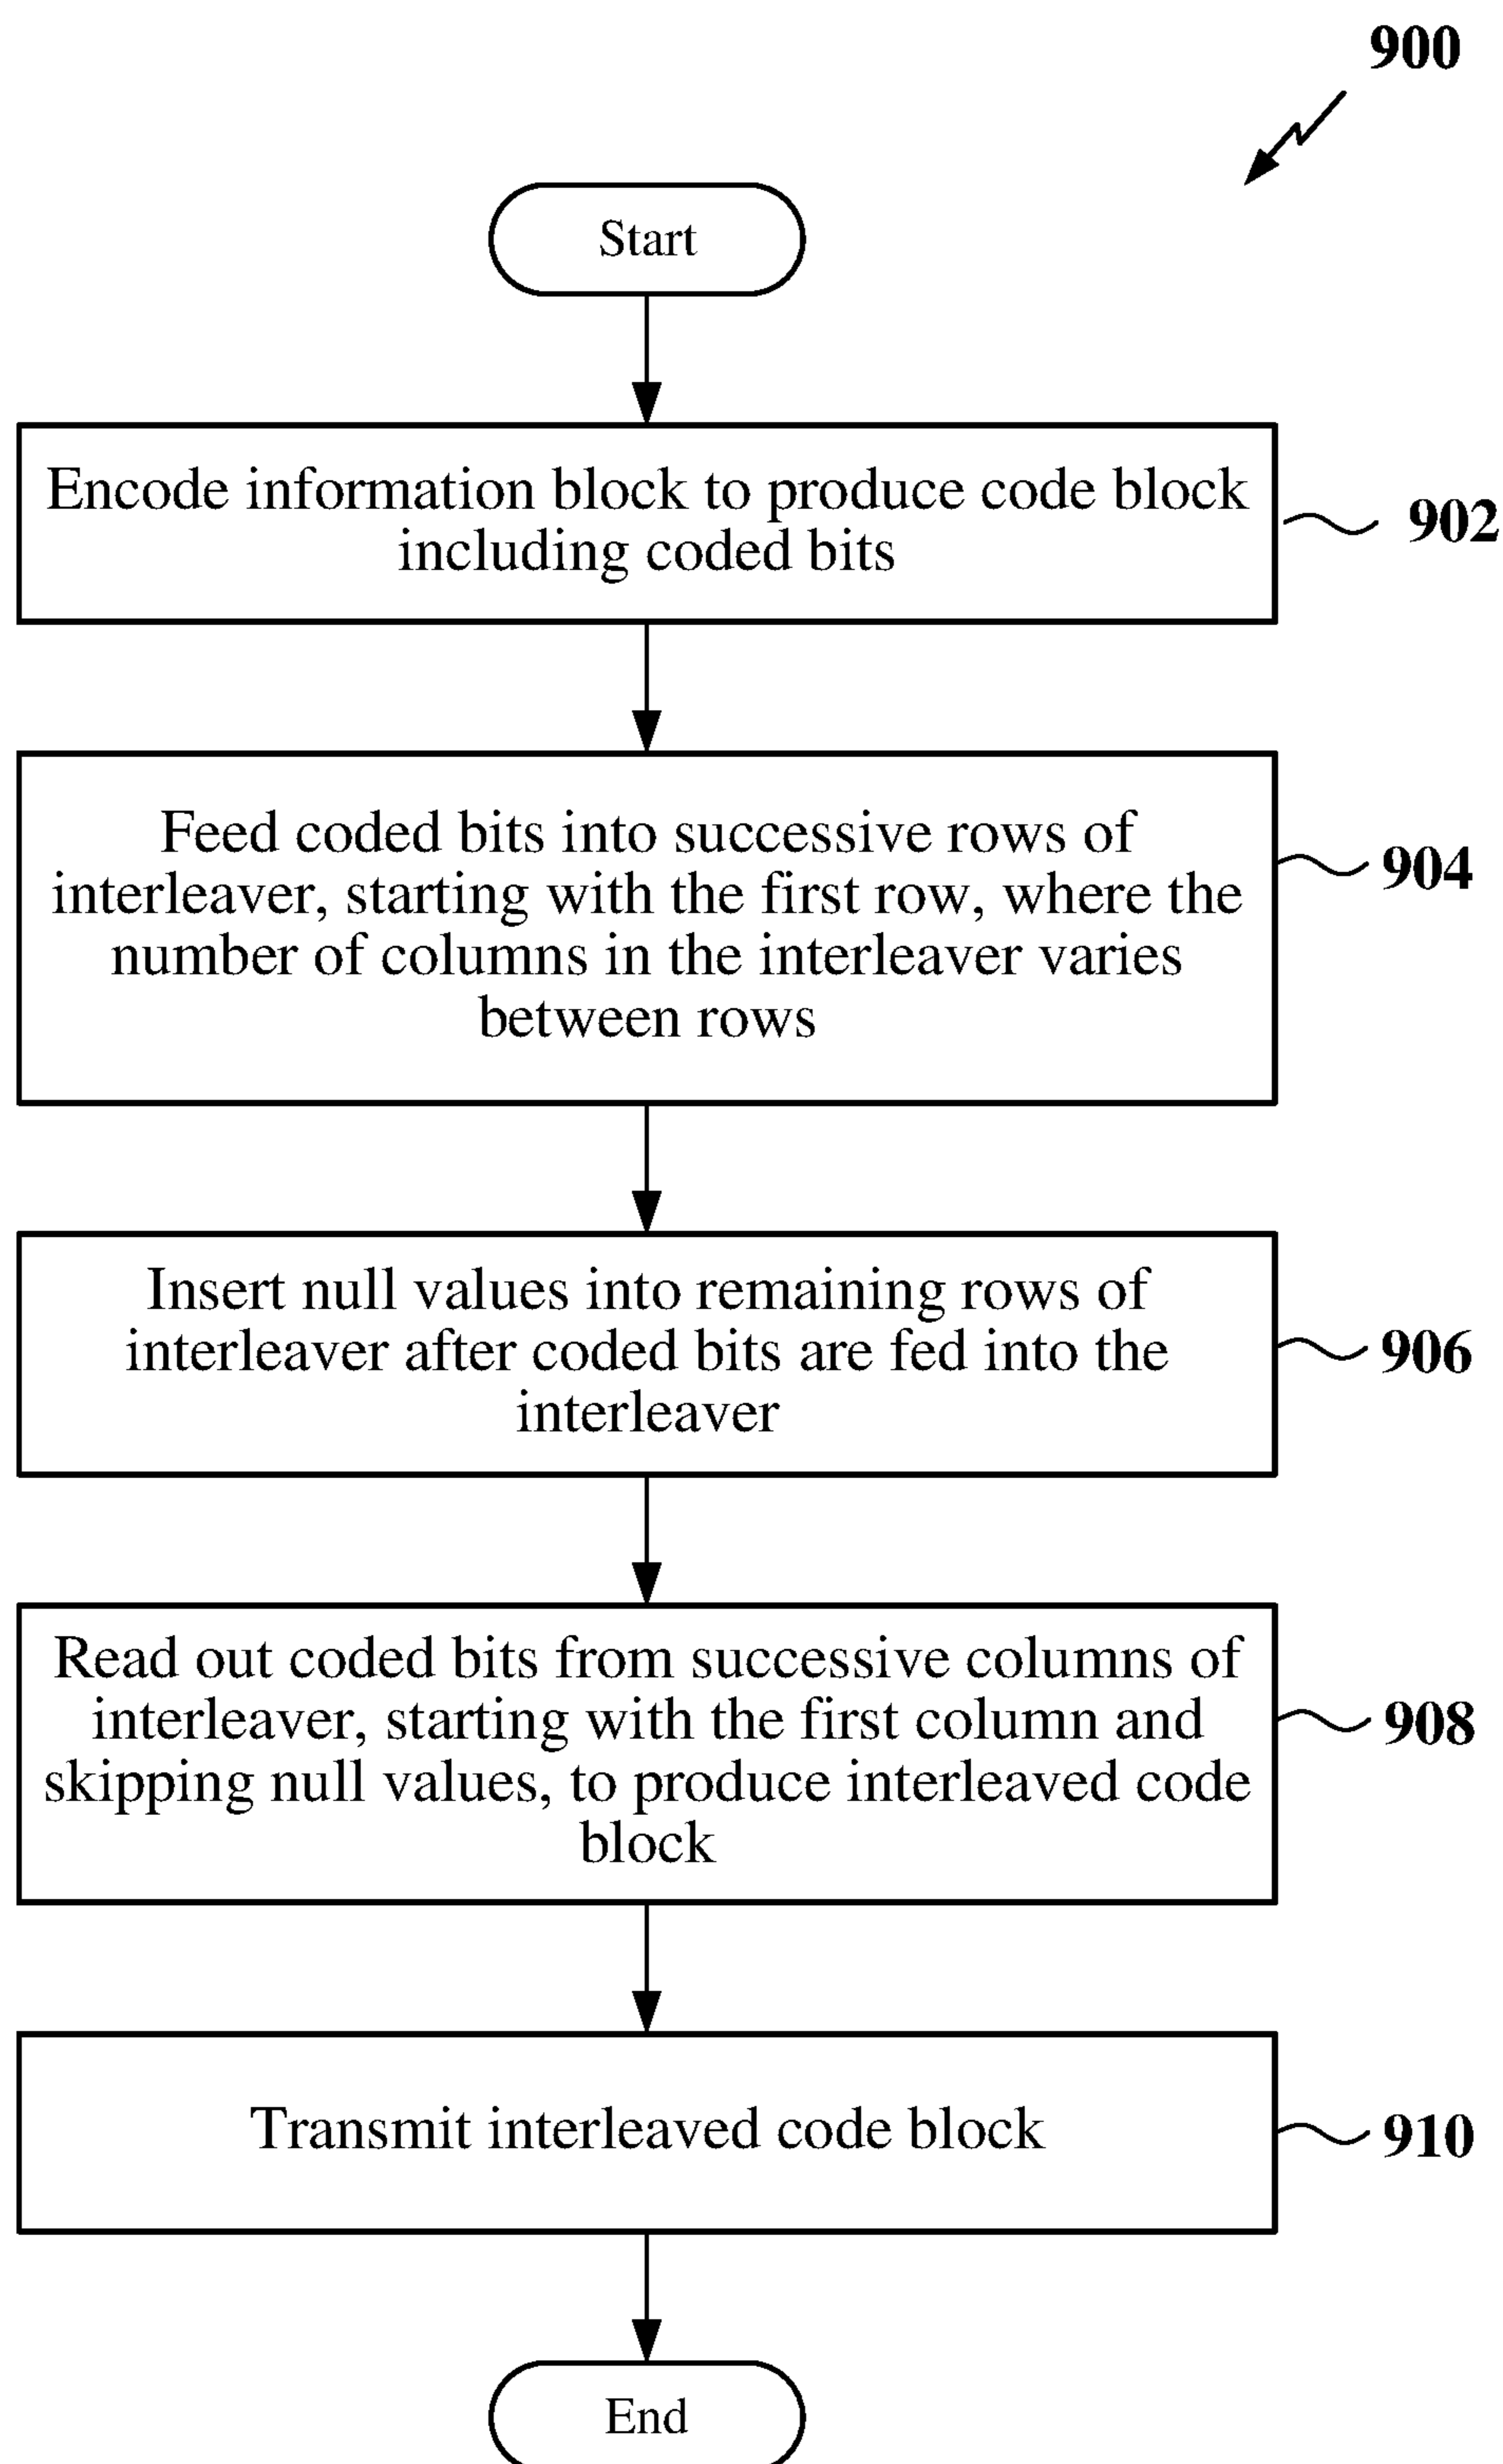 900
Start
Encode information block to produce code block
including coded bits
902
Feed coded bits into successive rows of
interleaver, starting with the first row, where the
number of columns in the interleaver varies
between rows
904
Insert null values into remaining rows of
interleaver after coded bits are fed into the
interleaver
906
Read out coded bits from successive columns of
interleaver, starting with the first column and
skipping null values, to produce interleaved code
block
908
Transmit interleaved code block
910
End